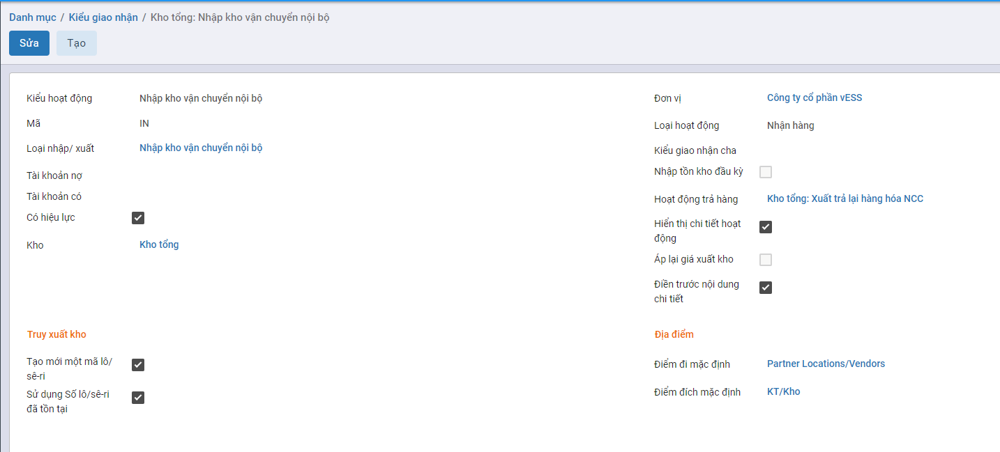 Danh mục / Kiểu giao nhận / Kho tổng: Nhập kho vận chuyển nội bộ
Sửa Tạo
Kiểu hoạt động Nhập kho vận chuyển nội bộ
Mã IN
Loại nhập/ xuất Nhập kho vận chuyển nội bộ
Tài khoản nợ
Tài khoản có
Có hiệu lực
Kho Kho tổng
Đơn vị Công ty cổ phần vESS
Loại hoạt động Nhận hàng
Kiểu giao nhận cha
Nhập tồn kho đầu kỳ
Hoạt động trả hàng Kho tổng: Xuất trả lại hàng hóa NCC
Hiển thị chi tiết hoạt
động
Áp lại giá xuất kho
Điền trước nội dung
chi tiết
Truy xuất kho
Tạo mới một mã lô/
sê-ri
Sử dụng Số lô/sê-ri
đã tồn tại
Địa điểm
Điểm đi mặc định Partner Locations/Vendors
Điểm đích mặc định KT/Kho